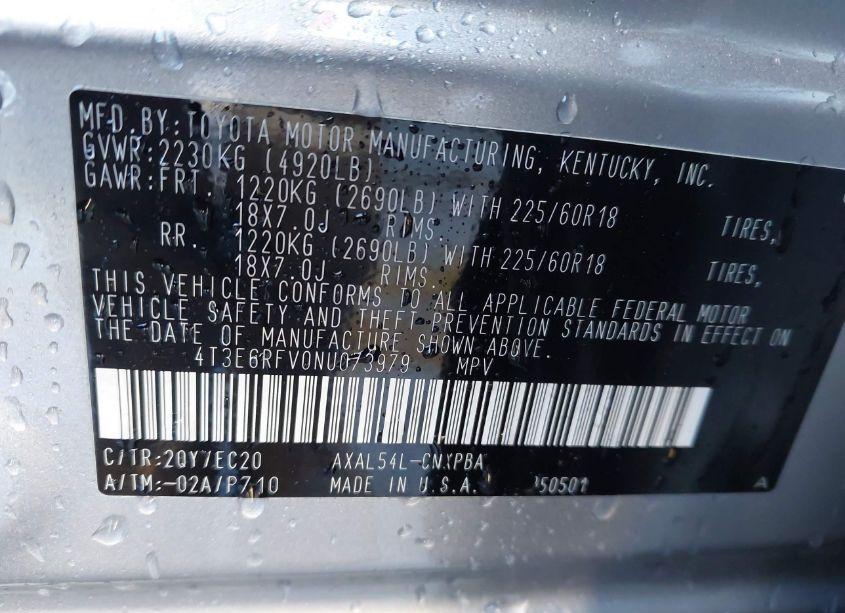 MFD.BY:TOYOTA MOTOR MANUFACTURING, KENTUCKY, INC.
GVWR:2230KG (4920LB)
GAWR:FRT. 1220KG (2690LB) WITH 225/60R18 TIRES,
18X7.0J RIMS.
RR. 1220KG (2690LB) WITH 225/60R18 TIRES,
18X7.0J RIMS.
THIS VEHICLE CONFORMS TO ALL APPLICABLE FEDERAL MOTOR
VEHICLE SAFETY AND THEFT PREVENTION STANDARDS IN EFFECT ON
THE DATE OF MANUFACTURE SHOWN ABOVE.
4T3E6RFV0NU073979 MPV
C/TR:2QY/EC20 AXAL54L-CNXPBA
A/TM:-02A/P710 MADE IN U.S.A. A